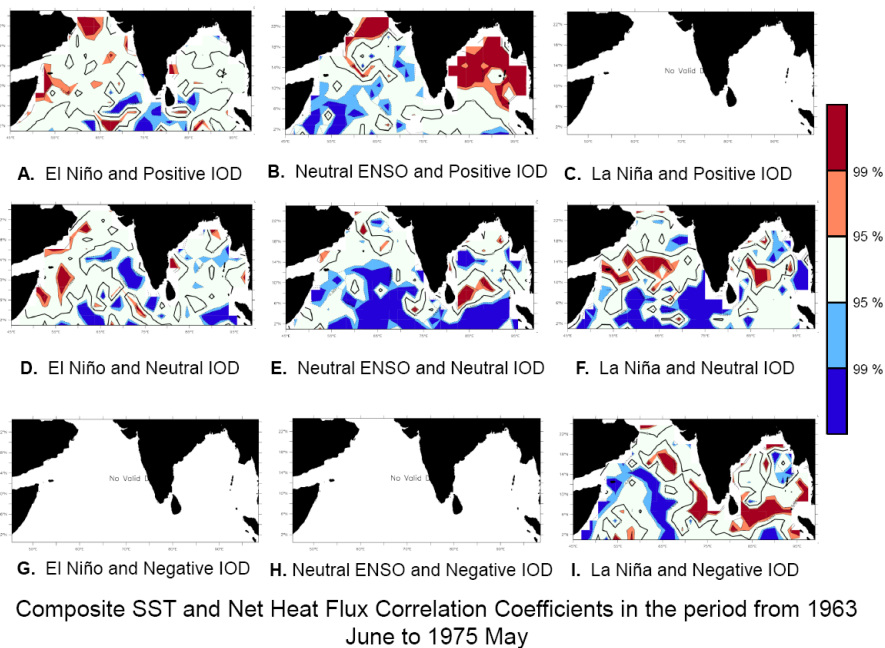 No Valid D
A. El Niño and Positive IOD
B. Neutral ENSO and Positive IOD
C. La Niña and Positive IOD
99 %
95 %
95 %
99 %
D. El Niño and Neutral IOD
E. Neutral ENSO and Neutral IOD
F. La Niña and Neutral IOD
No Valid D
No Valid D
G. El Niño and Negative IOD
H. Neutral ENSO and Negative IOD
I. La Niña and Negative IOD
Composite SST and Net Heat Flux Correlation Coefficients in the period from 1963
June to 1975 May